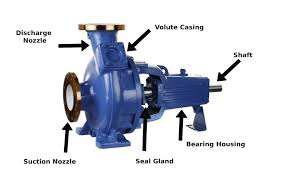 Discharge
Nozzle
Volute Casing
Shaft
Suction Nozzle
Seal Gland
Bearing Housing